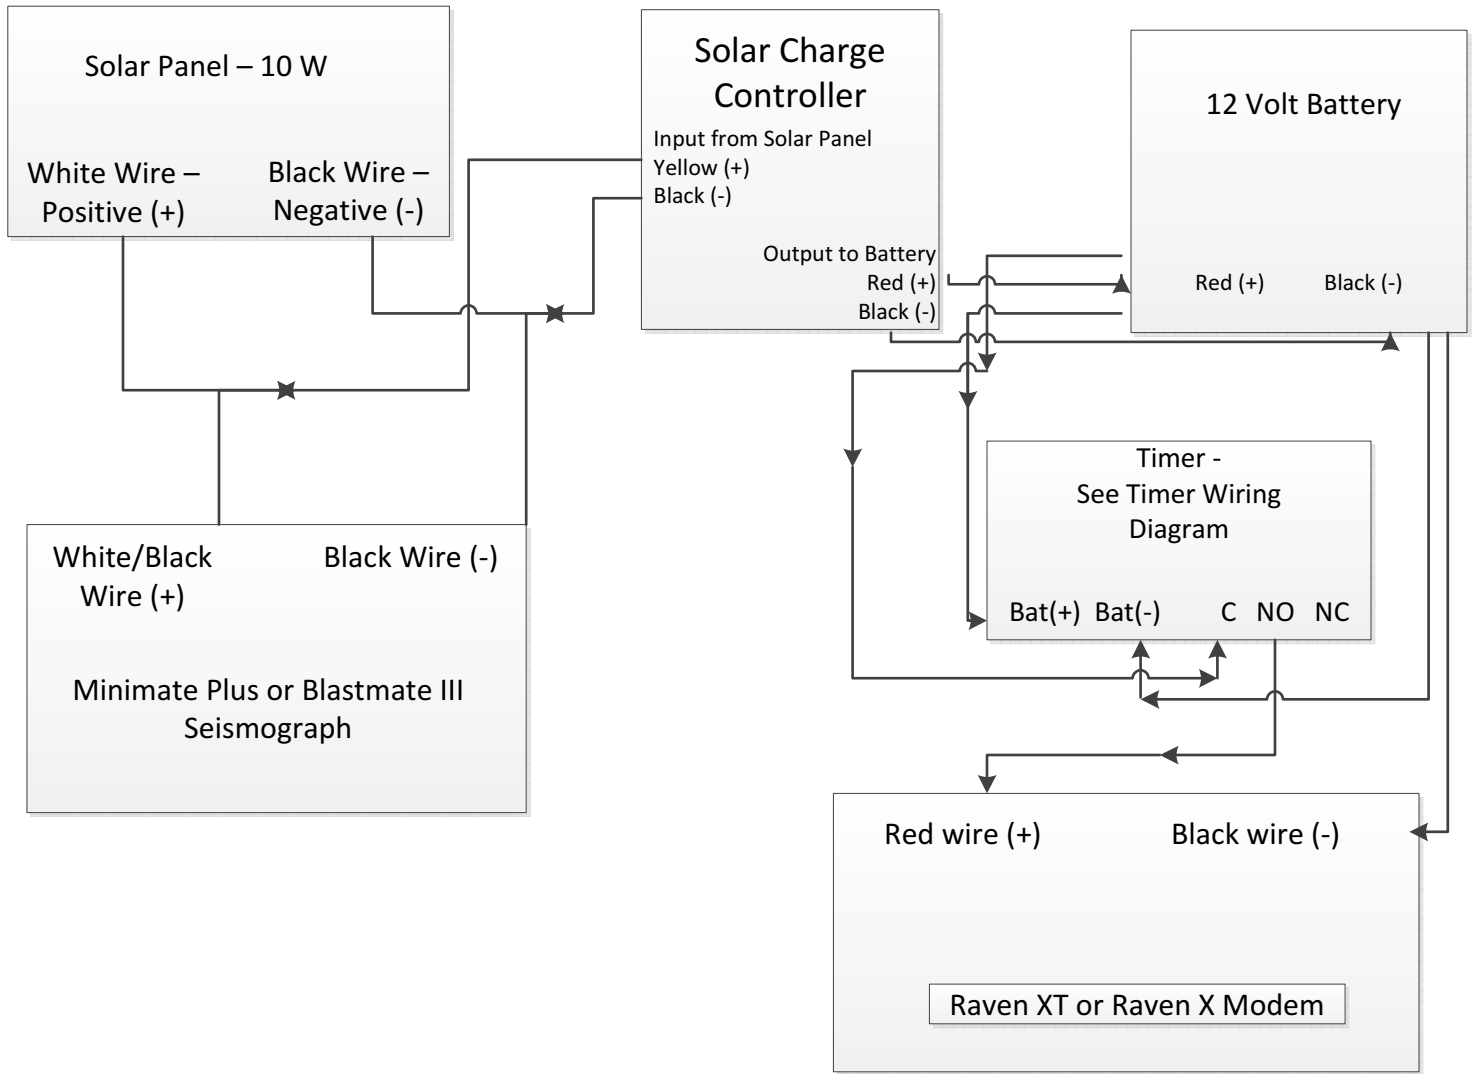 Solar Panel – 10 W
White Wire –
Positive (+)
Black Wire –
Negative (-)
Solar Charge
Controller
Input from Solar Panel
Yellow (+)
Black (-)
Output to Battery
Red (+)
Black (-)
12 Volt Battery
Red (+)
Black (-)
Timer -
See Timer Wiring
Diagram
Bat(+) Bat(-) C NO NC
White/Black
Wire (+)
Black Wire (-)
Minimate Plus or Blastmate III
Seismograph
Red wire (+)
Black wire (-)
Raven XT or Raven X Modem